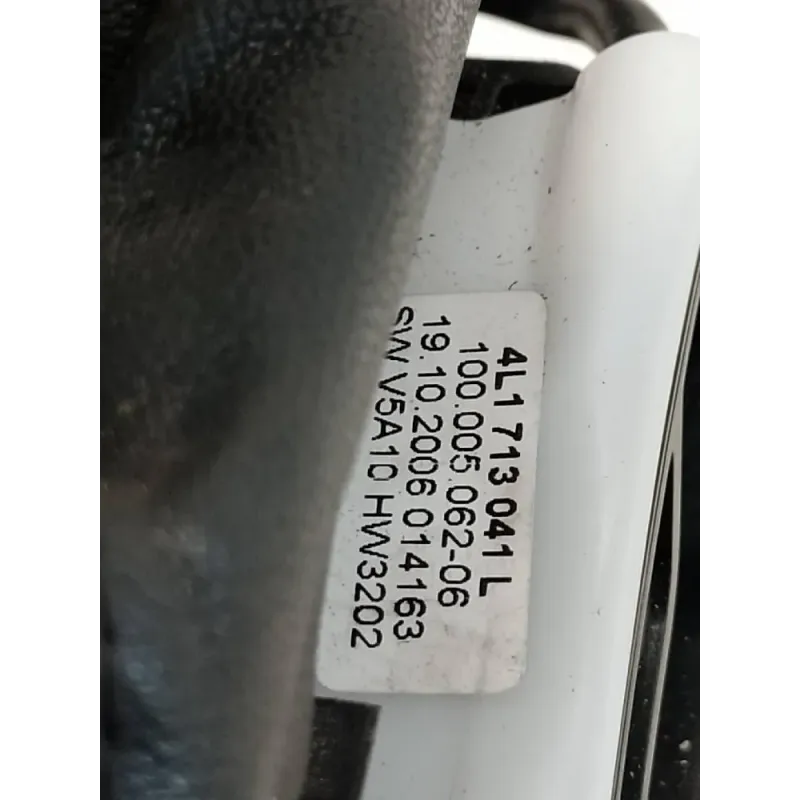 4L1 713 041 L
100.005.062-06
19.10.2006 014163
SW V5A10 HW3202